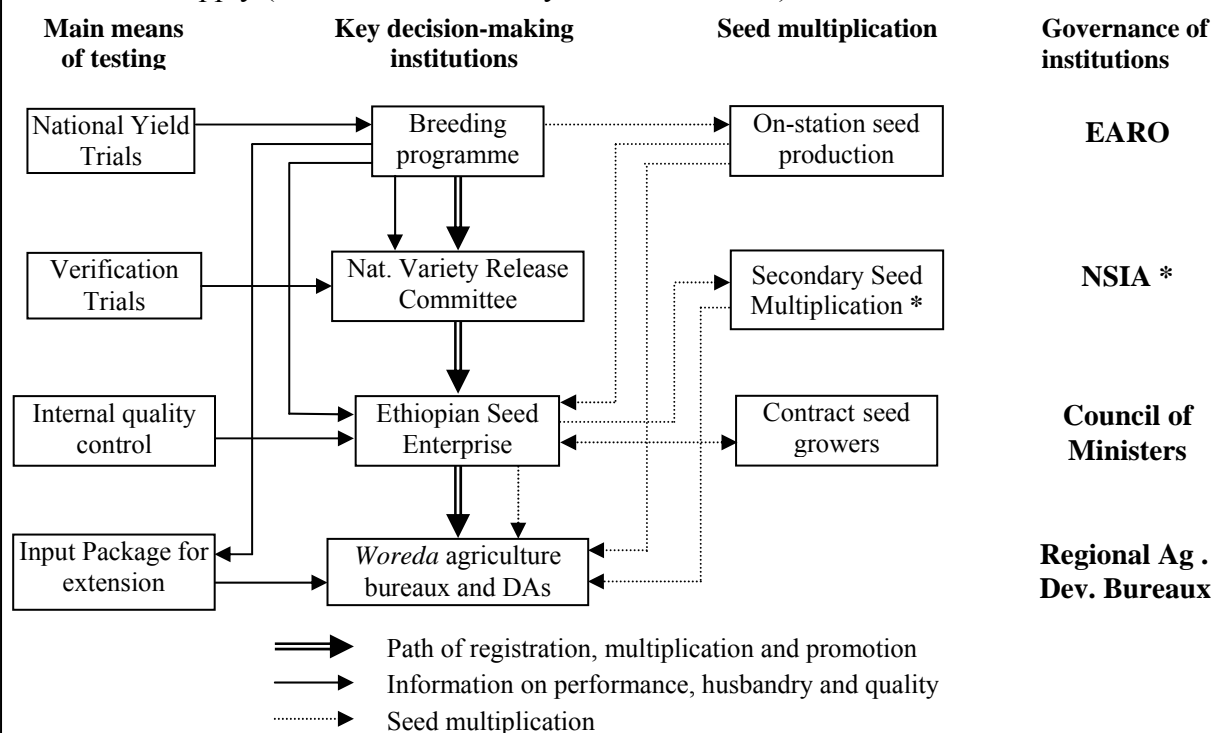 Main means
of testing
Key decision-making
institutions
Seed multiplication
Governance of
institutions
National Yield
Trials
Breeding
programme
On-station seed
production
EARO
Verification
Trials
Nat. Variety Release
Committee
Secondary Seed
Multiplication *
NSIA *
Internal quality
control
Ethiopian Seed
Enterprise
Contract seed
growers
Council of
Ministers
Input Package for
extension
Woreda agriculture
bureaux and DAs
Regional Ag .
Dev. Bureaux
Path of registration, multiplication and promotion
Information on performance, husbandry and quality
Seed multiplication